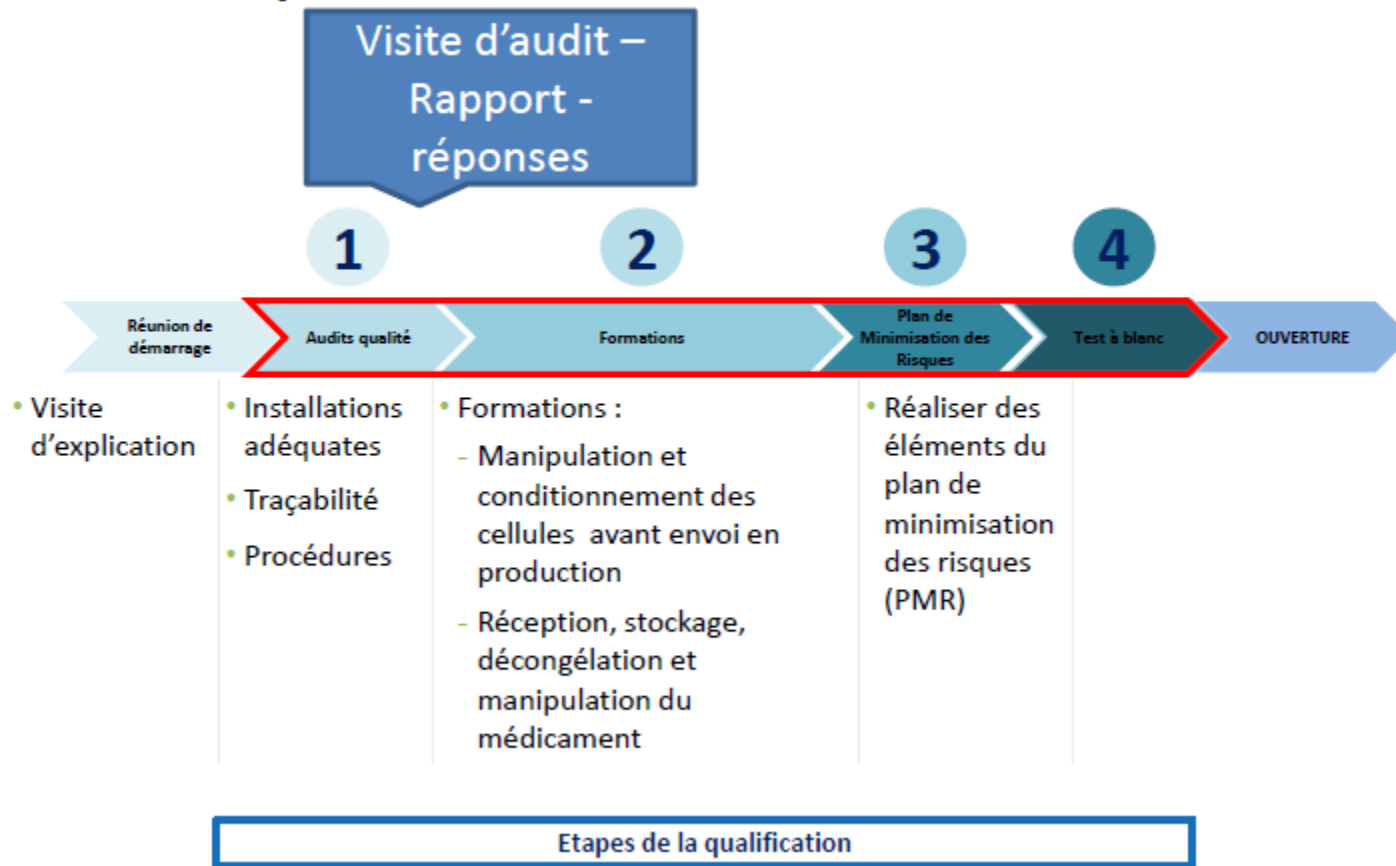 Visite d'audit –
Rapport -
réponses
1
2
3
4
Réunion de
démarrage
Audits qualité
Formations
Plan de
Minimisation des
Risques
Test à blanc
OUVERTURE
• Visite
d'explication
• Installations
adéquates
• Traçabilité
• Procédures
• Formations :
- Manipulation et
conditionnement des
cellules avant envoi en
production
- Réception, stockage,
décongélation et
manipulation du
médicament
• Réaliser des
éléments du
plan de
minimisation
des risques
(PMR)
Etapes de la qualification